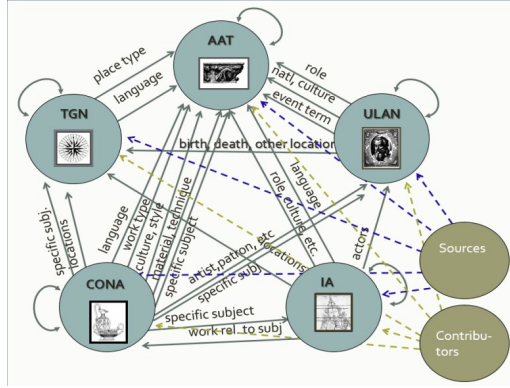 AAT
place type
language
role
natl, culture
event term
TGN
ULAN
birth, death, other location
language
role, culture, etc.
specific subj.
locations
language
work type
culture, style
material, technique
specific subject
actors
Sources
artist, patron, etc
specific subj
locations
CONA
IA
specific subject
work rel. to subj
Contribu-
tors